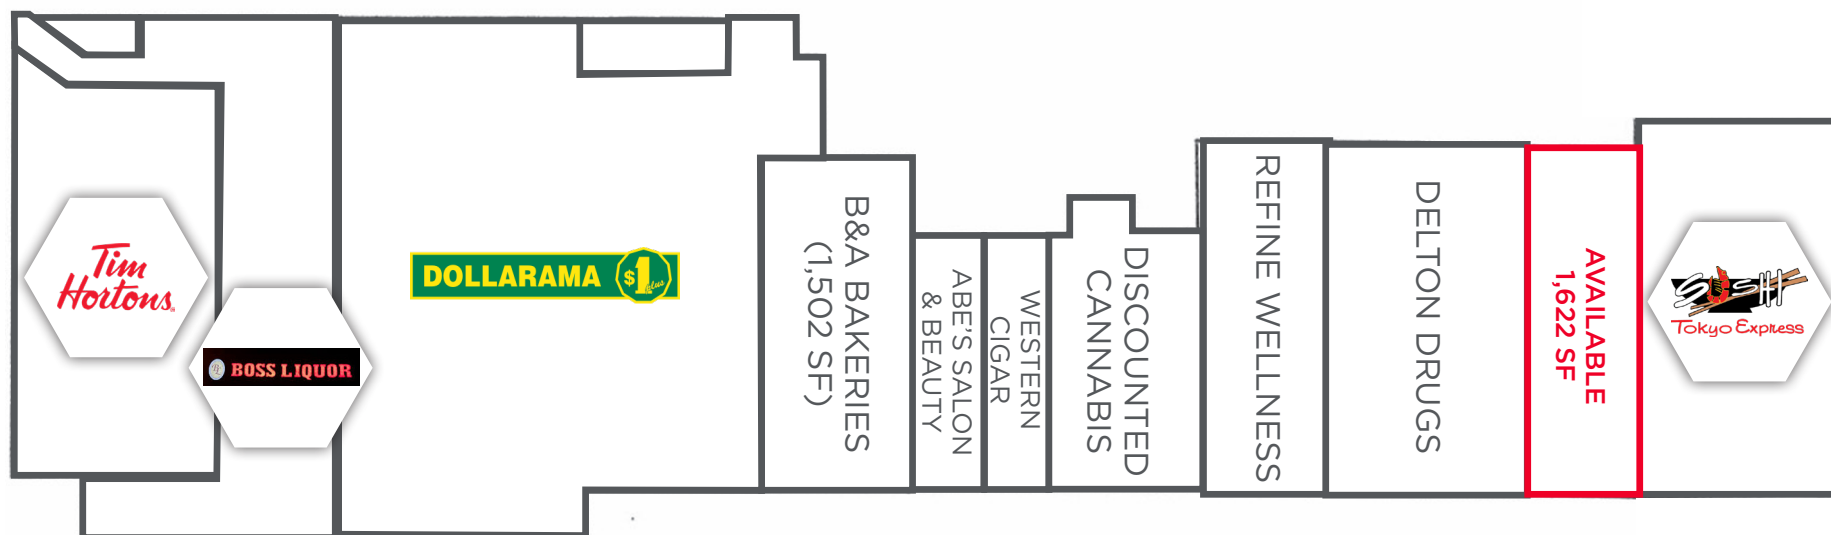 Tim
Hortons
BOSS LIQUOR
DOLLARAMA $1 plus
B&A BAKERIES
(1,502 SF)
ABE'S SALON
& BEAUTY
WESTERN
CIGAR
DISCOUNTED
CANNABIS
REFINE WELLNESS
DELTON DRUGS
AVAILABLE
1,622 SF
SUSHI
Tokyo Express